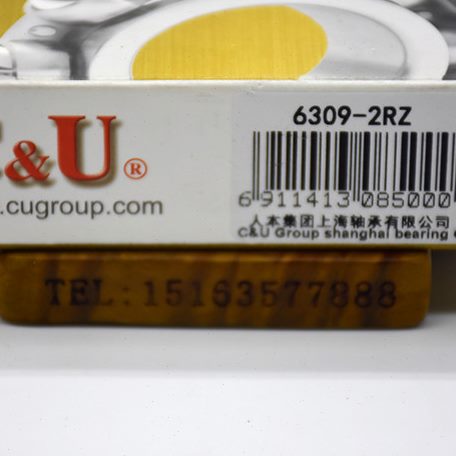 C&U®
.cugroup.com
6309-2RZ
6 911413 085000
人本集团上海轴承有限公司
C&U Group shanghai bearing
TEL:15163577888